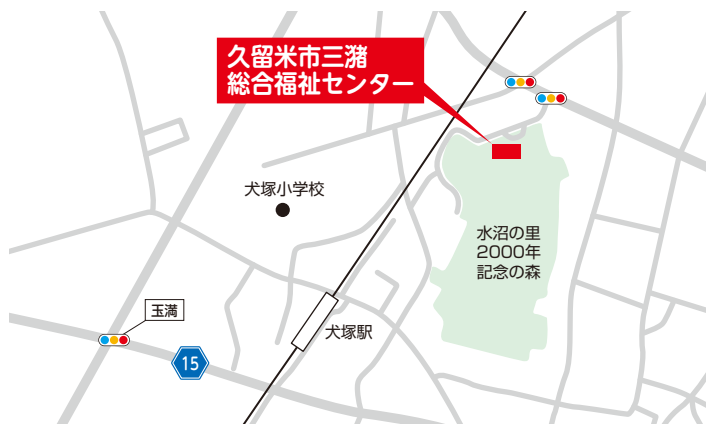 久留米市三潴
総合福祉センター
犬塚小学校
水沼の里
2000年
記念の森
玉満
犬塚駅
15